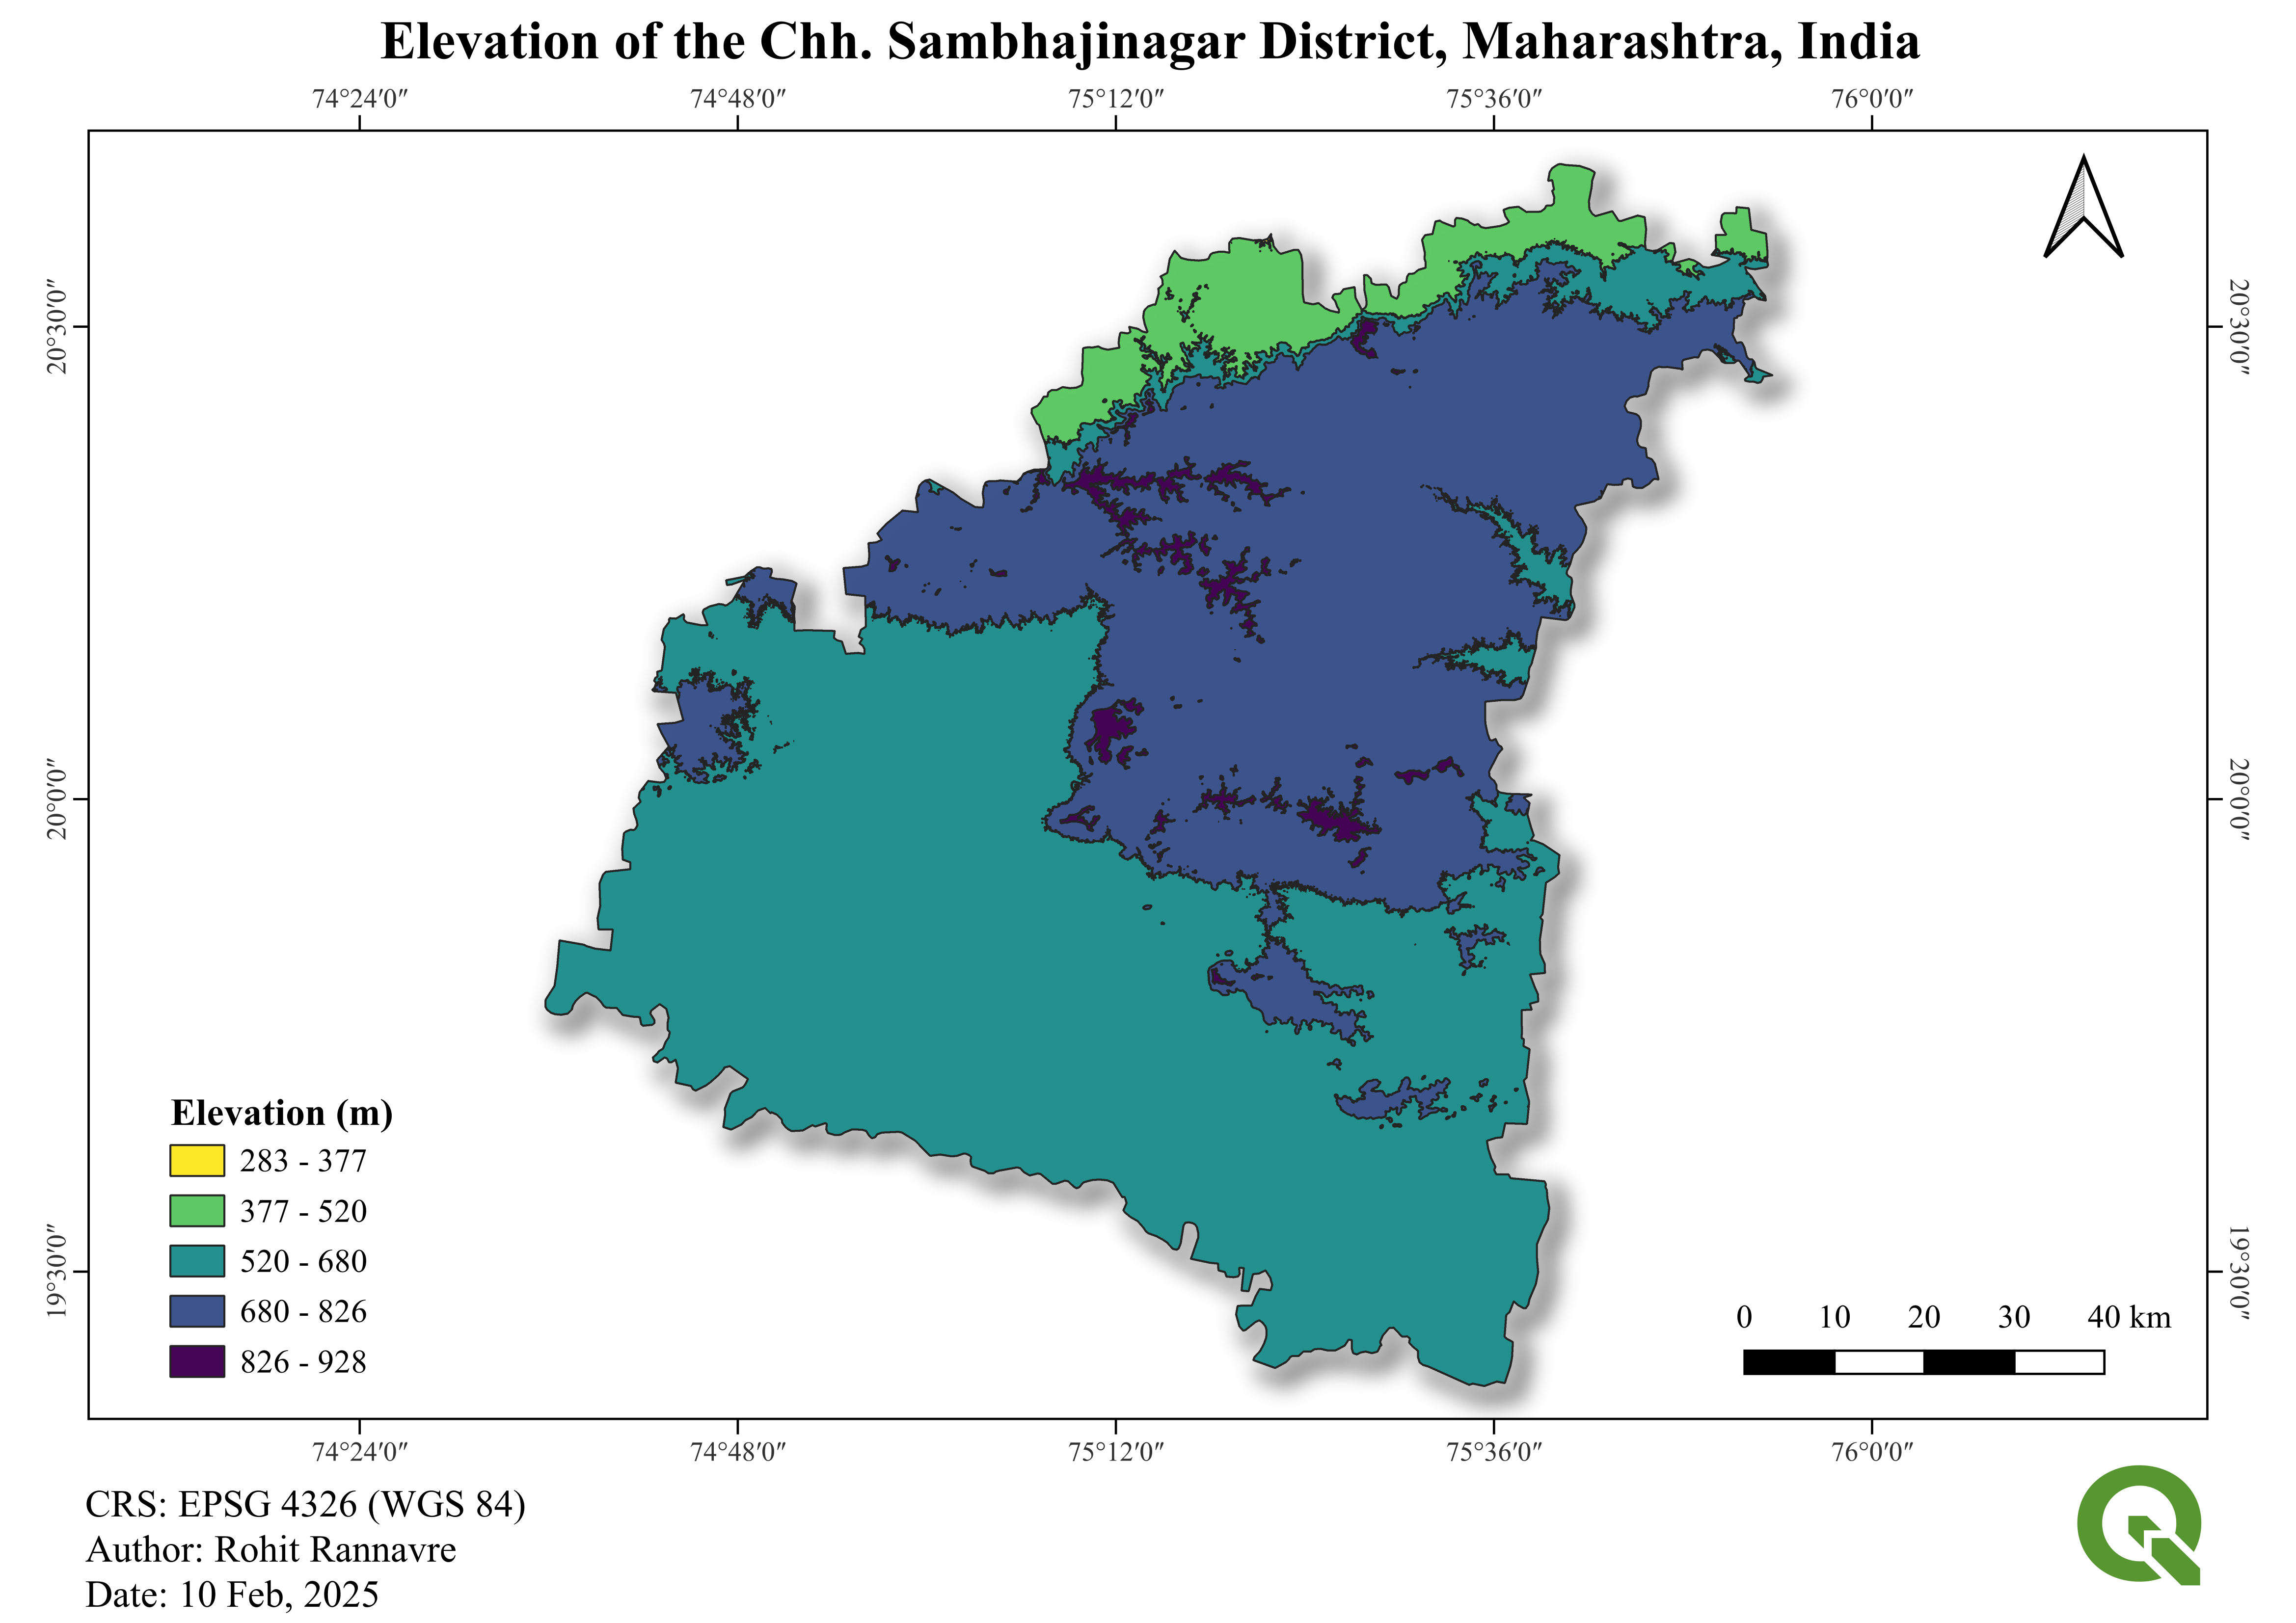 Elevation of the Chh. Sambhajinagar District, Maharashtra, India
74°24′0″ 74°48′0″ 75°12′0″ 75°36′0″ 76°0′0″
20°30′0″ 20°30′0″
20°0′0″ 20°0′0″
19°30′0″ 19°30′0″
Elevation (m)
283 - 377
377 - 520
520 - 680
680 - 826
826 - 928
0 10 20 30 40 km
74°24′0″ 74°48′0″ 75°12′0″ 75°36′0″ 76°0′0″
CRS: EPSG 4326 (WGS 84)
Author: Rohit Rannavre
Date: 10 Feb, 2025